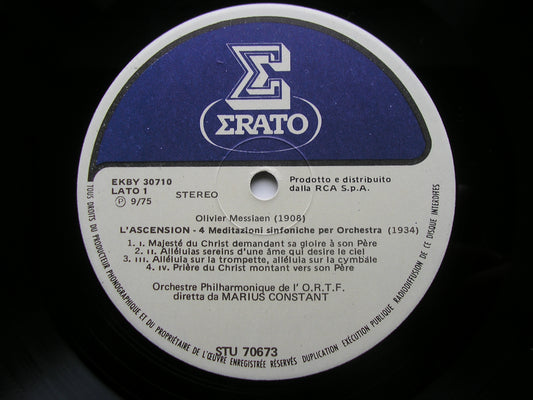 Σ
ΣRATO
EKBY 30710
LATO 1
Ⓟ 9/75
STEREO
Prodotto e distribuito
dalla RCA S.p.A.
Olivier Messiaen (1908)
L'ASCENSION - 4 Meditazioni sinfoniche per Orchestra (1934)
1 - I. Majesté du Christ demandant sa gloire à son Père
2 - II. Alléluias sereins d'une âme qui desire le ciel
3 - III. Alléluia sur la trompette, alléluia sur la cymbale
4 - IV. Prière du Christ montant vers son Père
Orchestre Philharmonique de l' O.R.T.F.
diretta da MARIUS CONSTANT
STU 70673
TOUS DROITS DU PRODUCTEUR PHONOGRAPHIQUE ET DU PROPRIÉTAIRE DE L'ŒUVRE ENREGISTRÉE RÉSERVÉS DUPLICATION EXÉCUTION PUBLIQUE RADIODIFFUSION DE CE DISQUE INTERDITES